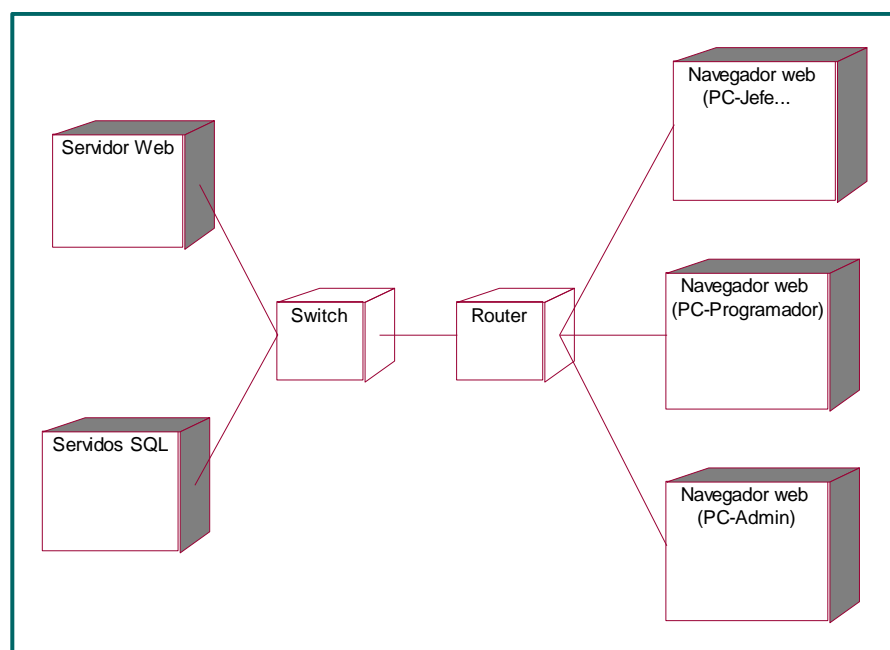 Servidor Web
Servidos SQL
Switch
Router
Navegador web
(PC-Jefe...
Navegador web
(PC-Programador)
Navegador web
(PC-Admin)